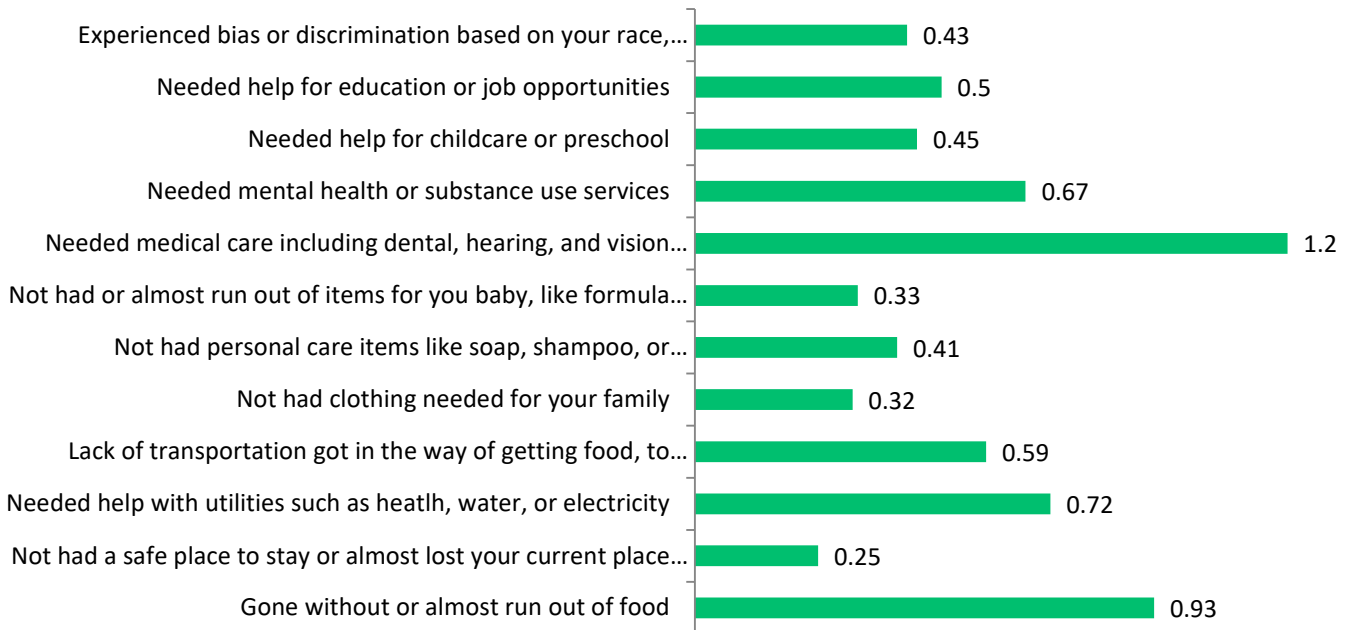 Experienced bias or discrimination based on your race,... 0.43
Needed help for education or job opportunities 0.5
Needed help for childcare or preschool 0.45
Needed mental health or substance use services 0.67
Needed medical care including dental, hearing, and vision... 1.2
Not had or almost run out of items for you baby, like formula... 0.33
Not had personal care items like soap, shampoo, or... 0.41
Not had clothing needed for your family 0.32
Lack of transportation got in the way of getting food, to... 0.59
Needed help with utilities such as heatlh, water, or electricity 0.72
Not had a safe place to stay or almost lost your current place... 0.25
Gone without or almost run out of food 0.93